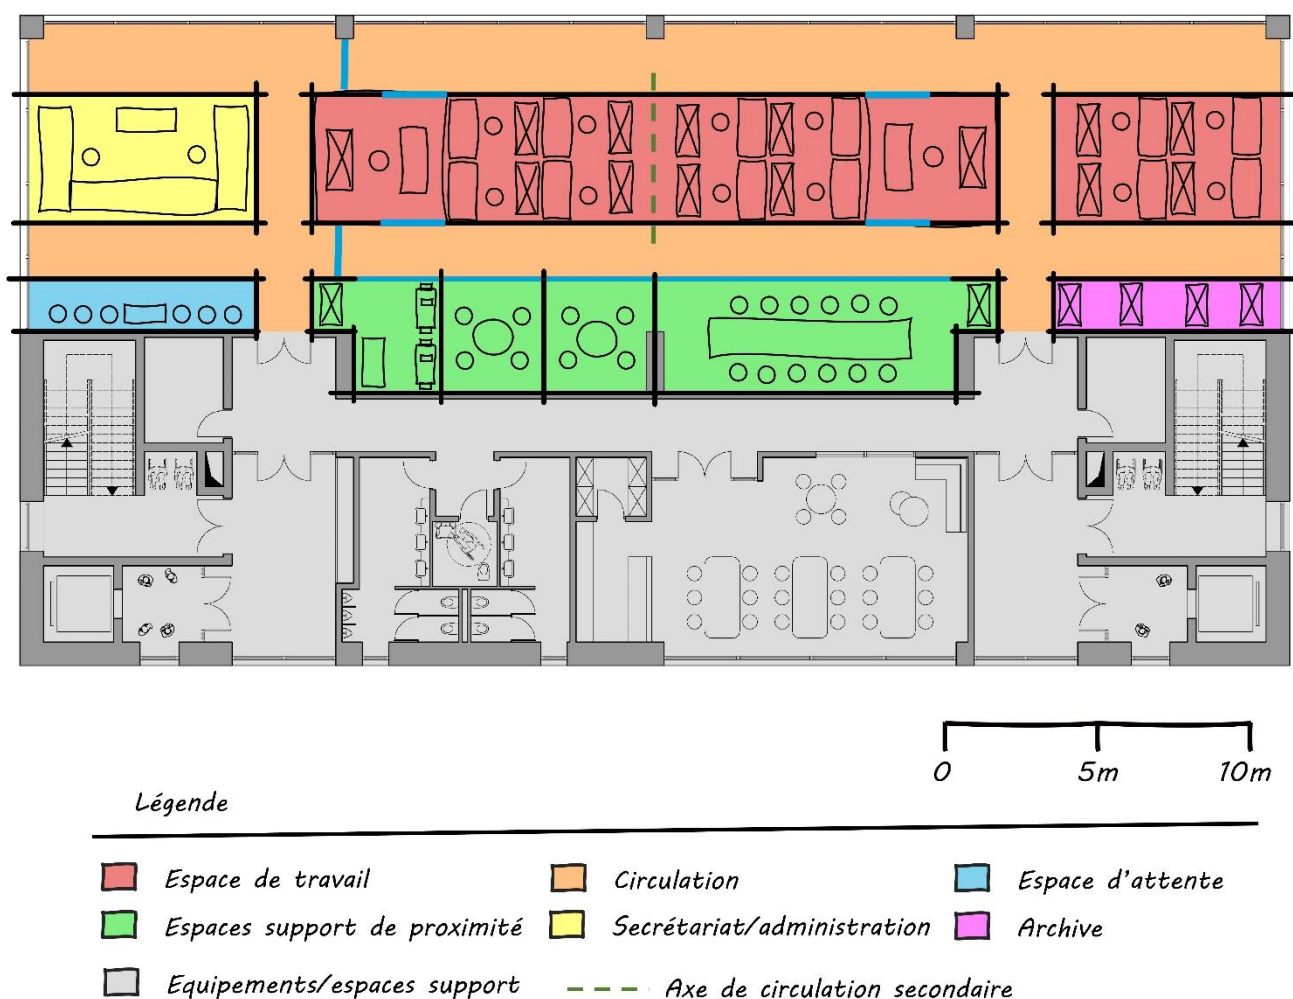 0 5m 10m
Légende
Espace de travail Circulation Espace d'attente
Espaces support de proximité Secrétariat/administration Archive
Equipements/espaces support Axe de circulation secondaire